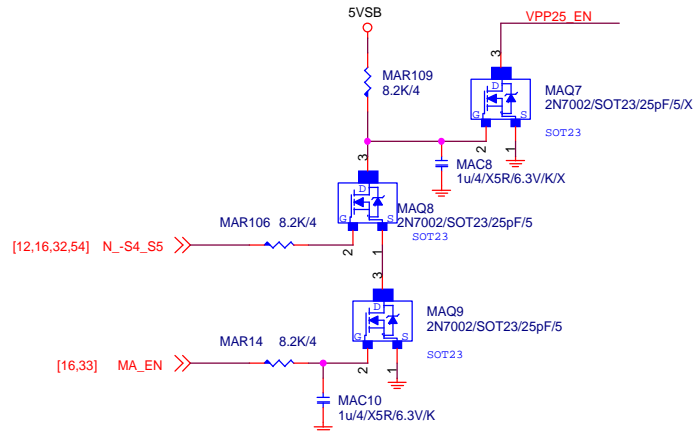 5VSB
VPP25_EN
MAR109
8.2K/4
3
D
G
S
2
1
MAQ7
2N7002/SOT23/25pF/5/X
SOT23
MAC8
1u/4/X5R/6.3V/K/X
3
D
G
S
2
1
MAQ8
2N7002/SOT23/25pF/5
SOT23
MAR106 8.2K/4
[12,16,32,54] N_-S4_S5
3
D
G
S
2
1
MAQ9
2N7002/SOT23/25pF/5
SOT23
MAR14 8.2K/4
[16,33] MA_EN
MAC10
1u/4/X5R/6.3V/K